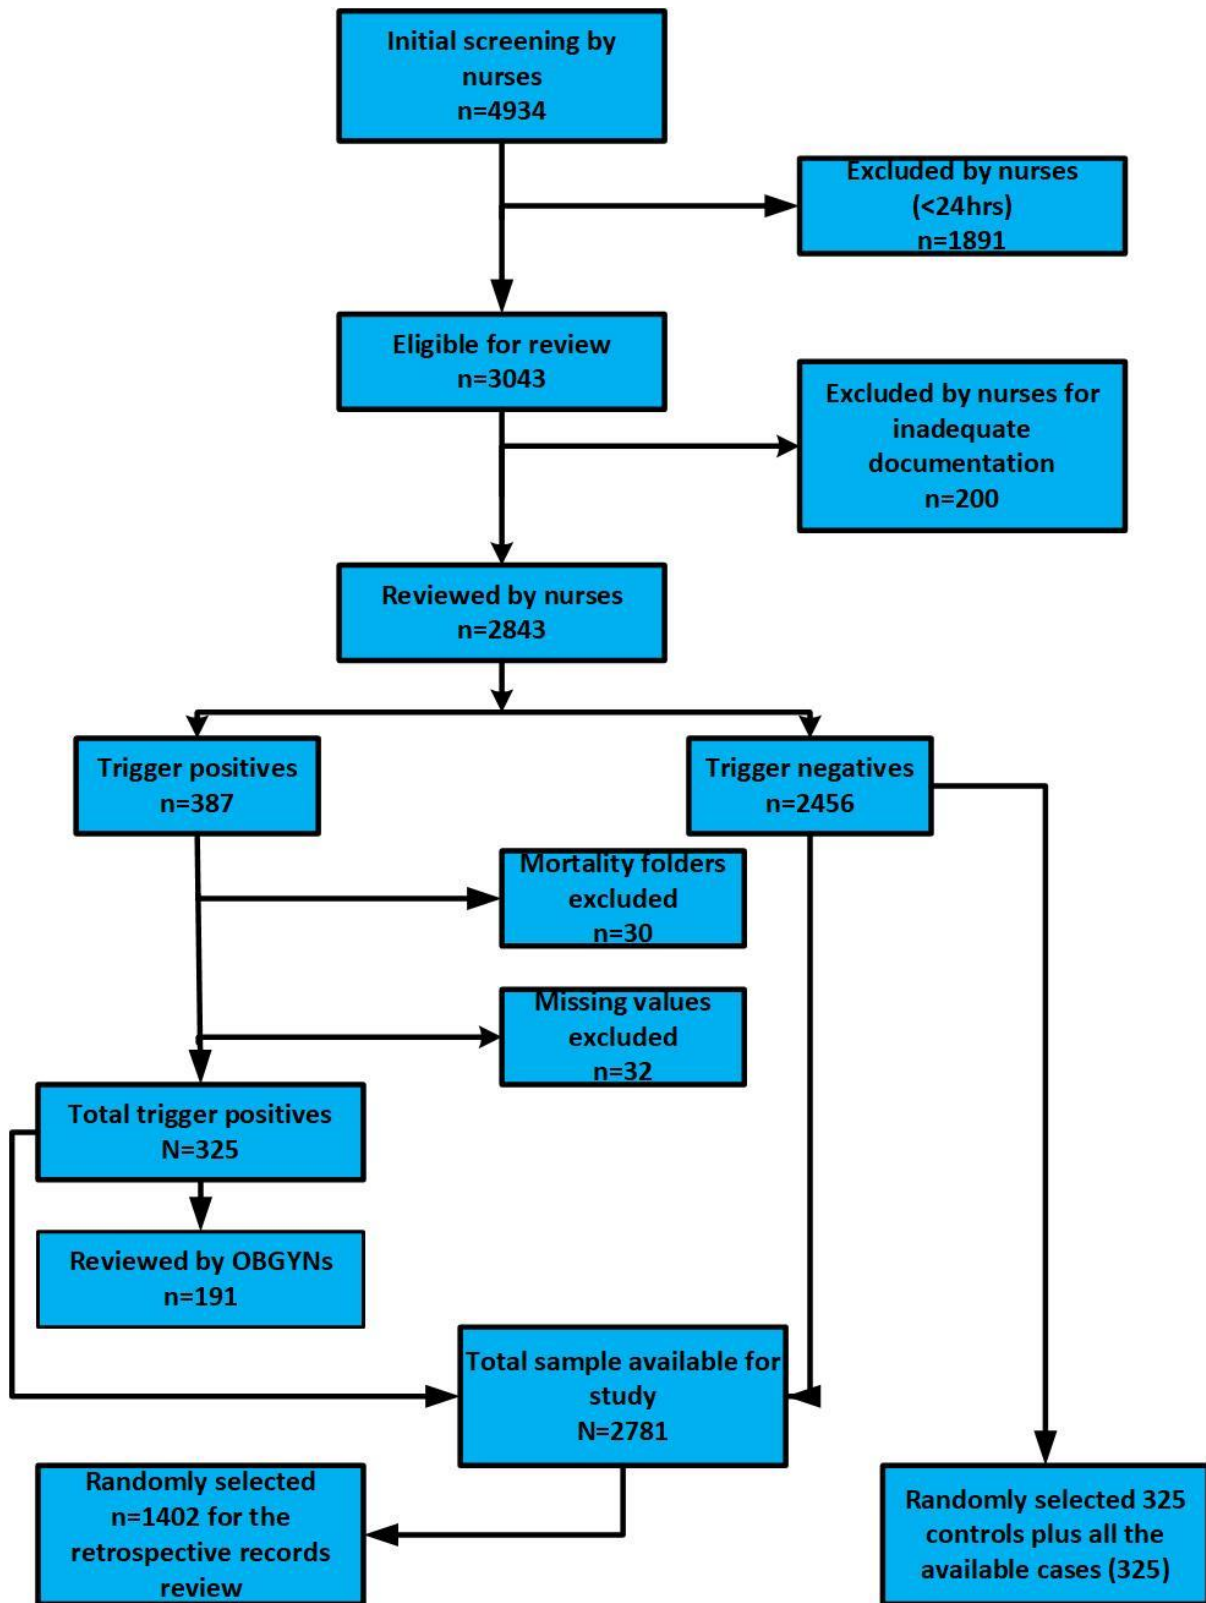 Initial screening by
nurses
n=4934
Excluded by nurses
(<24hrs)
n=1891
Eligible for review
n=3043
Excluded by nurses for
inadequate
documentation
n=200
Reviewed by nurses
n=2843
Trigger positives
n=387
Trigger negatives
n=2456
Mortality folders
excluded
n=30
Missing values
excluded
n=32
Total trigger positives
N=325
Reviewed by OBGYNs
n=191
Total sample available for
study
N=2781
Randomly selected
n=1402 for the
retrospective records
review
Randomly selected 325
controls plus all the
available cases (325)